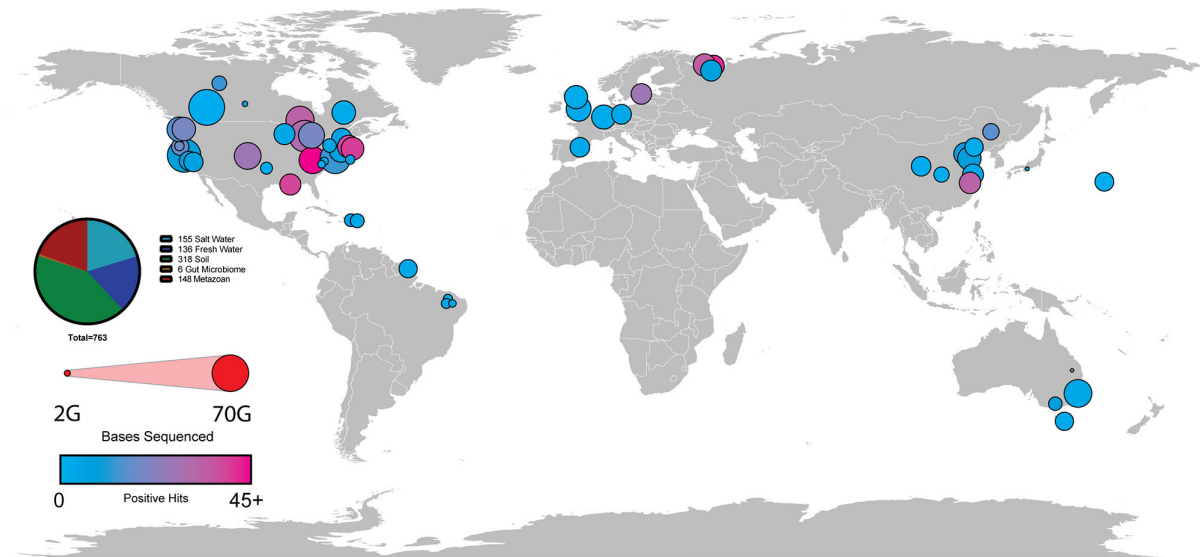 155 Salt Water
136 Fresh Water
318 Soil
6 Gut Microbiome
148 Metazoan
Total=763
2G
70G
Bases Sequenced
0
Positive Hits
45+